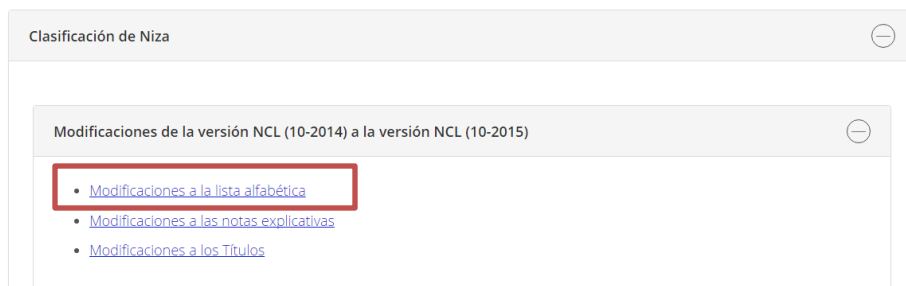 Clasificación de Niza
Modificaciones de la versión NCL (10-2014) a la versión NCL (10-2015)
Modificaciones a la lista alfabética
Modificaciones a las notas explicativas
Modificaciones a los Títulos